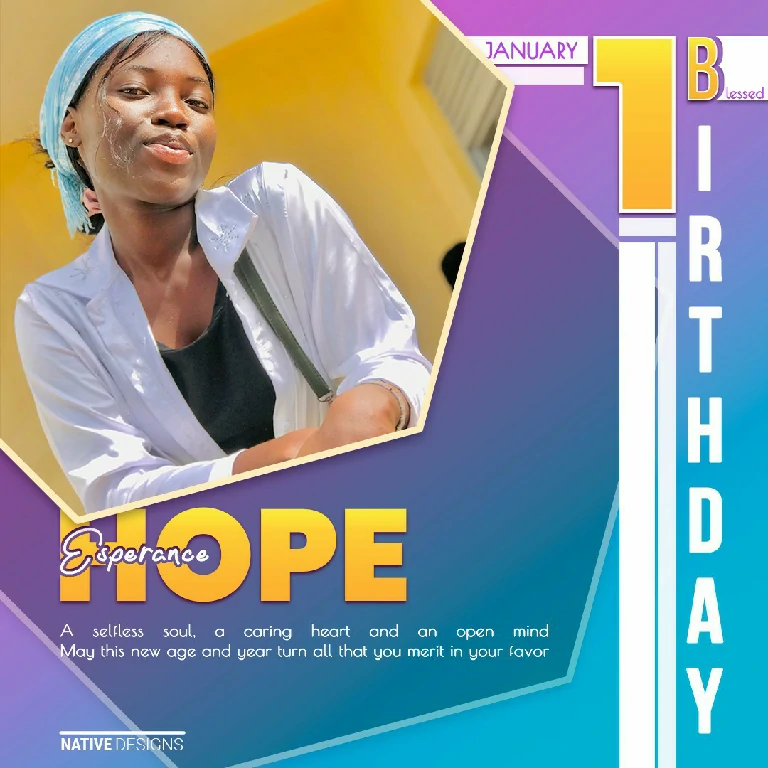 JANUARY
1
Blessed
BIRTHDAY
HOPE
Esperance
A selfless soul, a caring heart and an open mind
May this new age and year turn all that you merit in your favor
NATIVE DESIGNS